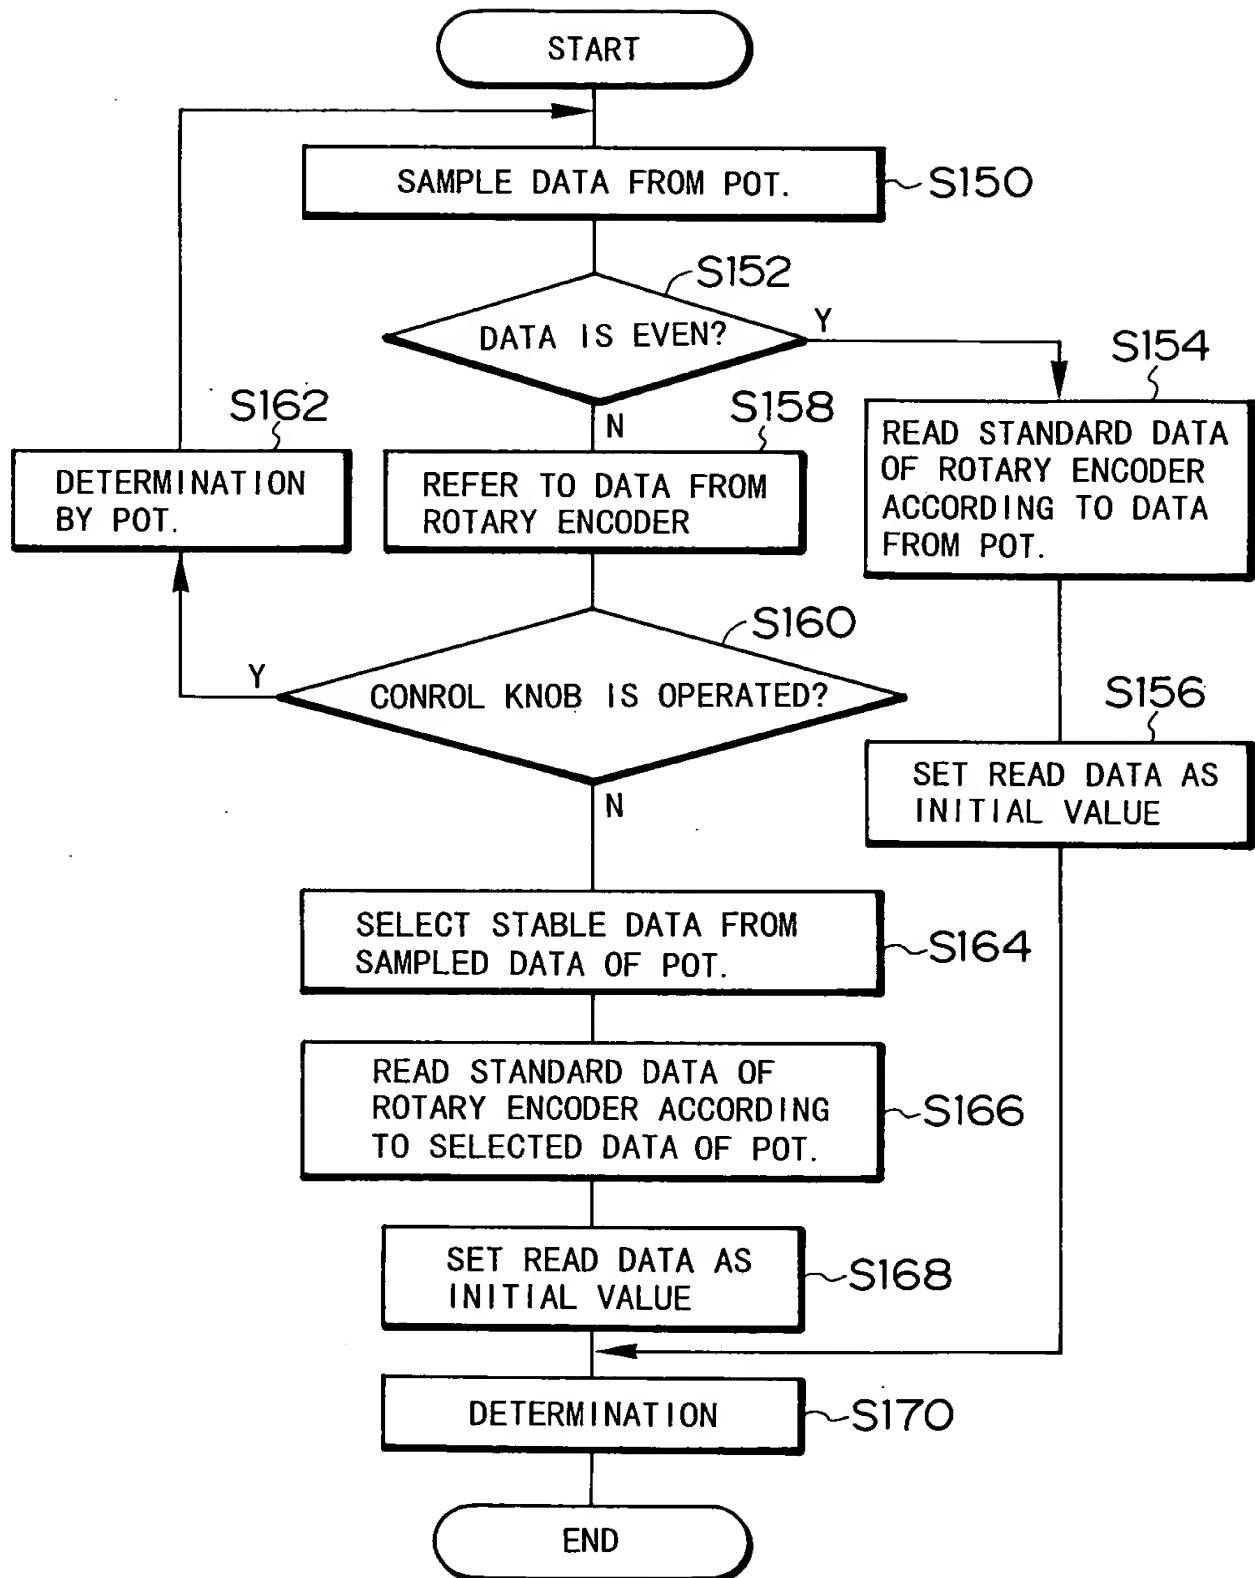 START
SAMPLE DATA FROM POT.
S150
S152
DATA IS EVEN?
Y
N
S154
READ STANDARD DATA
OF ROTARY ENCODER
ACCORDING TO DATA
FROM POT.
S162
DETERMINATION
BY POT.
S158
REFER TO DATA FROM
ROTARY ENCODER
S160
CONROL KNOB IS OPERATED?
Y
N
S156
SET READ DATA AS
INITIAL VALUE
SELECT STABLE DATA FROM
SAMPLED DATA OF POT.
S164
READ STANDARD DATA OF
ROTARY ENCODER ACCORDING
TO SELECTED DATA OF POT.
S166
SET READ DATA AS
INITIAL VALUE
S168
DETERMINATION
S170
END